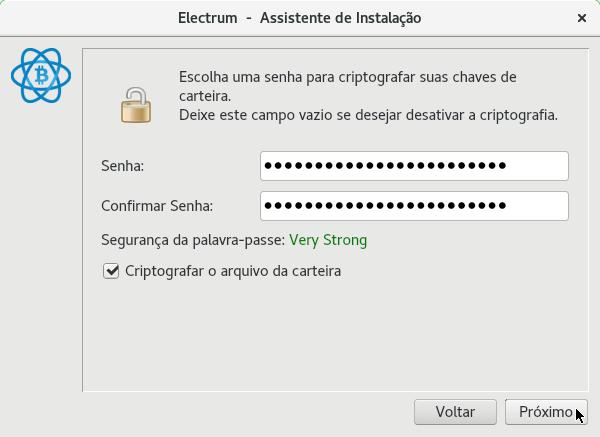 Electrum - Assistente de Instalação
Escolha uma senha para criptografar suas chaves de
carteira.
Deixe este campo vazio se desejar desativar a criptografia.
Senha: ●●●●●●●●●●●●●●●●●●●●●●●●
Confirmar Senha: ●●●●●●●●●●●●●●●●●●●●●●●●
Segurança da palavra-passe: Very Strong
Criptografar o arquivo da carteira
Voltar Próximo